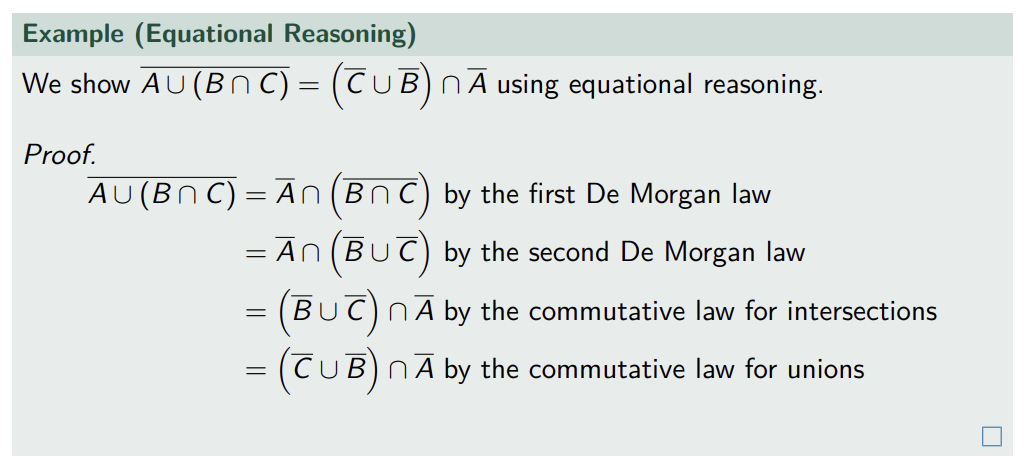 Example (Equational Reasoning)
We show $\overline{A \cup (B \cap C)} = \left(\overline{C} \cup \overline{B}\right) \cap \overline{A}$ using equational reasoning.
Proof.
$\overline{A \cup (B \cap C)} = \overline{A} \cap \left(\overline{B \cap C}\right)$ by the first De Morgan law
$= \overline{A} \cap \left(\overline{B} \cup \overline{C}\right)$ by the second De Morgan law
$= \left(\overline{B} \cup \overline{C}\right) \cap \overline{A}$ by the commutative law for intersections
$= \left(\overline{C} \cup \overline{B}\right) \cap \overline{A}$ by the commutative law for unions
□